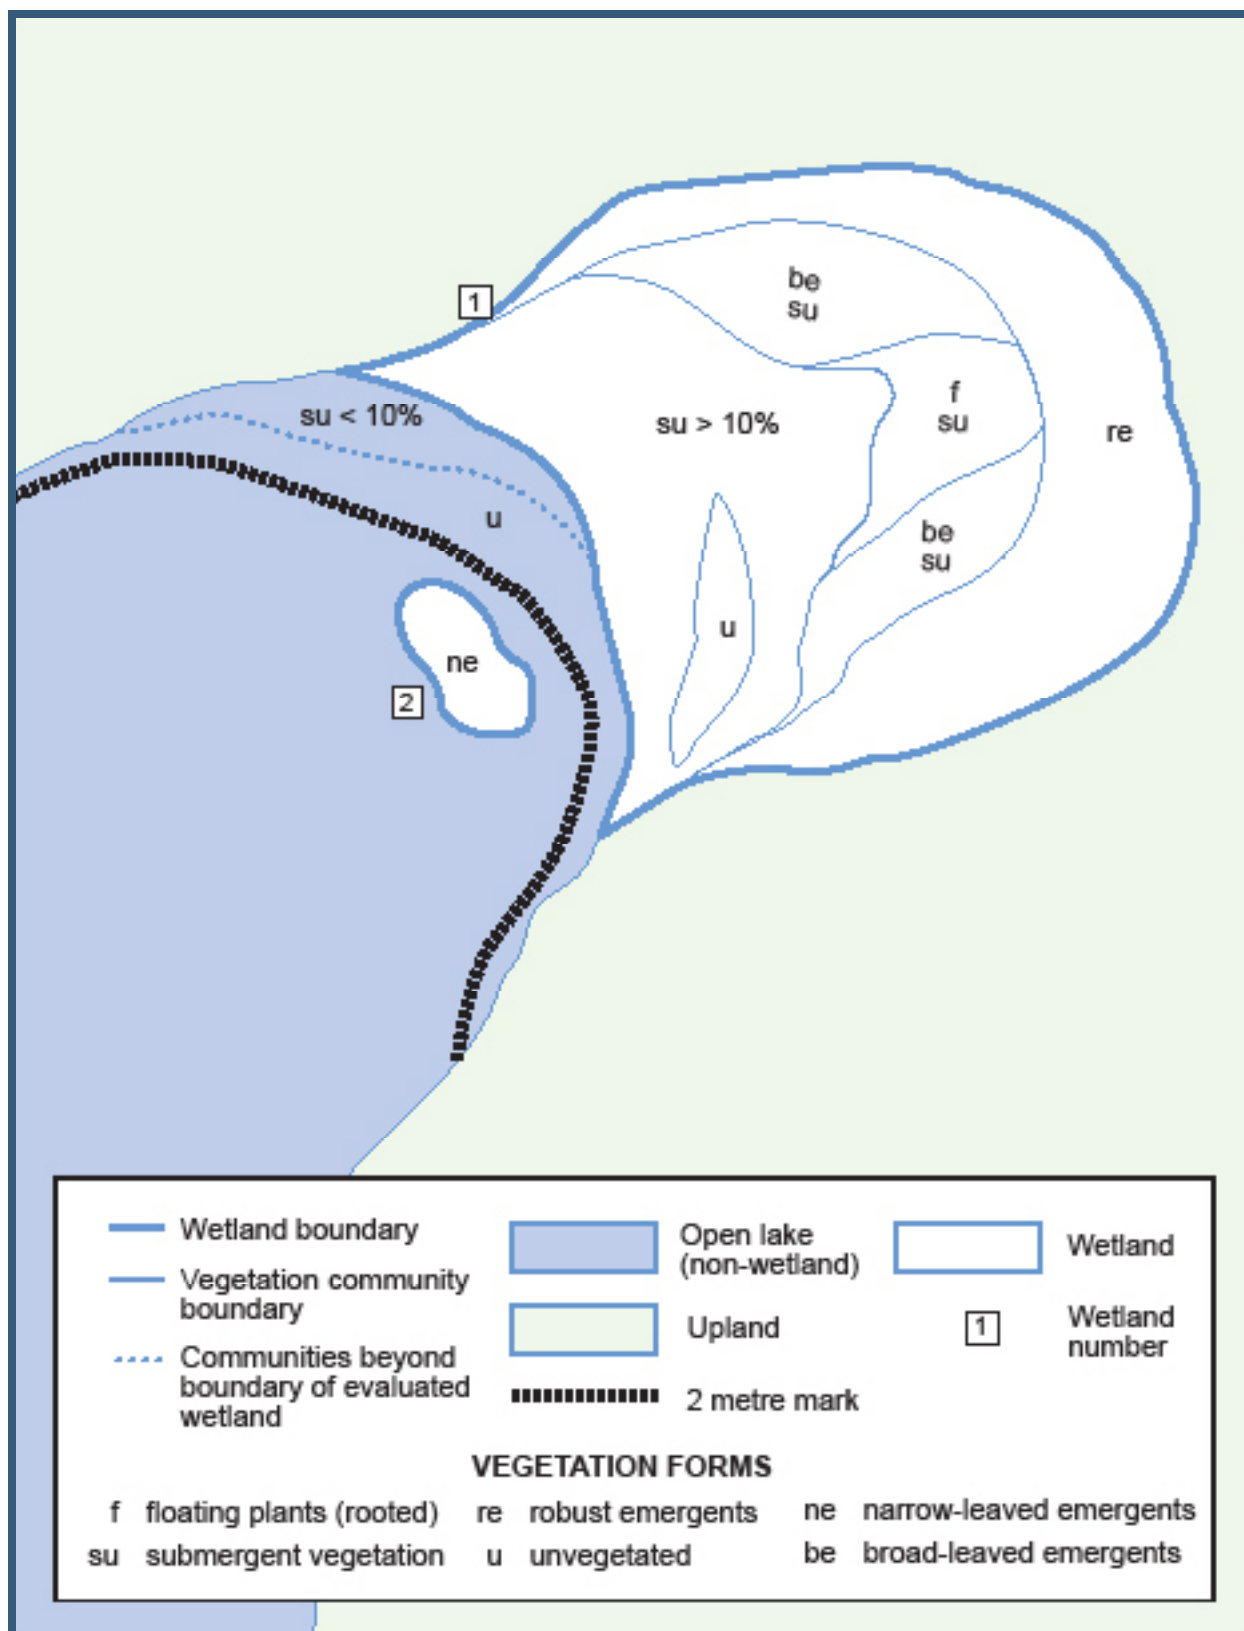 be
su
1
su < 10%
su > 10%
f
su
re
u
be
su
u
ne
2
Wetland boundary
Vegetation community
boundary
Communities beyond
boundary of evaluated
wetland
Open lake
(non-wetland)
Upland
2 metre mark
Wetland
1
Wetland
number
VEGETATION FORMS
f floating plants (rooted) re robust emergents ne narrow-leaved emergents
su submergent vegetation u unvegetated be broad-leaved emergents